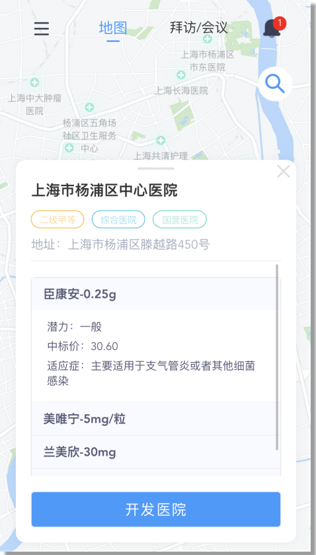 地图
拜访/会议
1
上海市杨浦区
市东医院
上海中大肿瘤
医院
上海长海医院
杨浦区五角场
社区卫生服务
中心
上海共清护理
上海市杨浦区中心医院
二级甲等
综合医院
国营医院
地址：上海市杨浦区滕越路450号
臣康安-0.25g
潜力：一般
中标价：30.60
适应症：主要适用于支气管炎或者其他细菌
感染
美唯宁-5mg/粒
兰美欣-30mg
开发医院